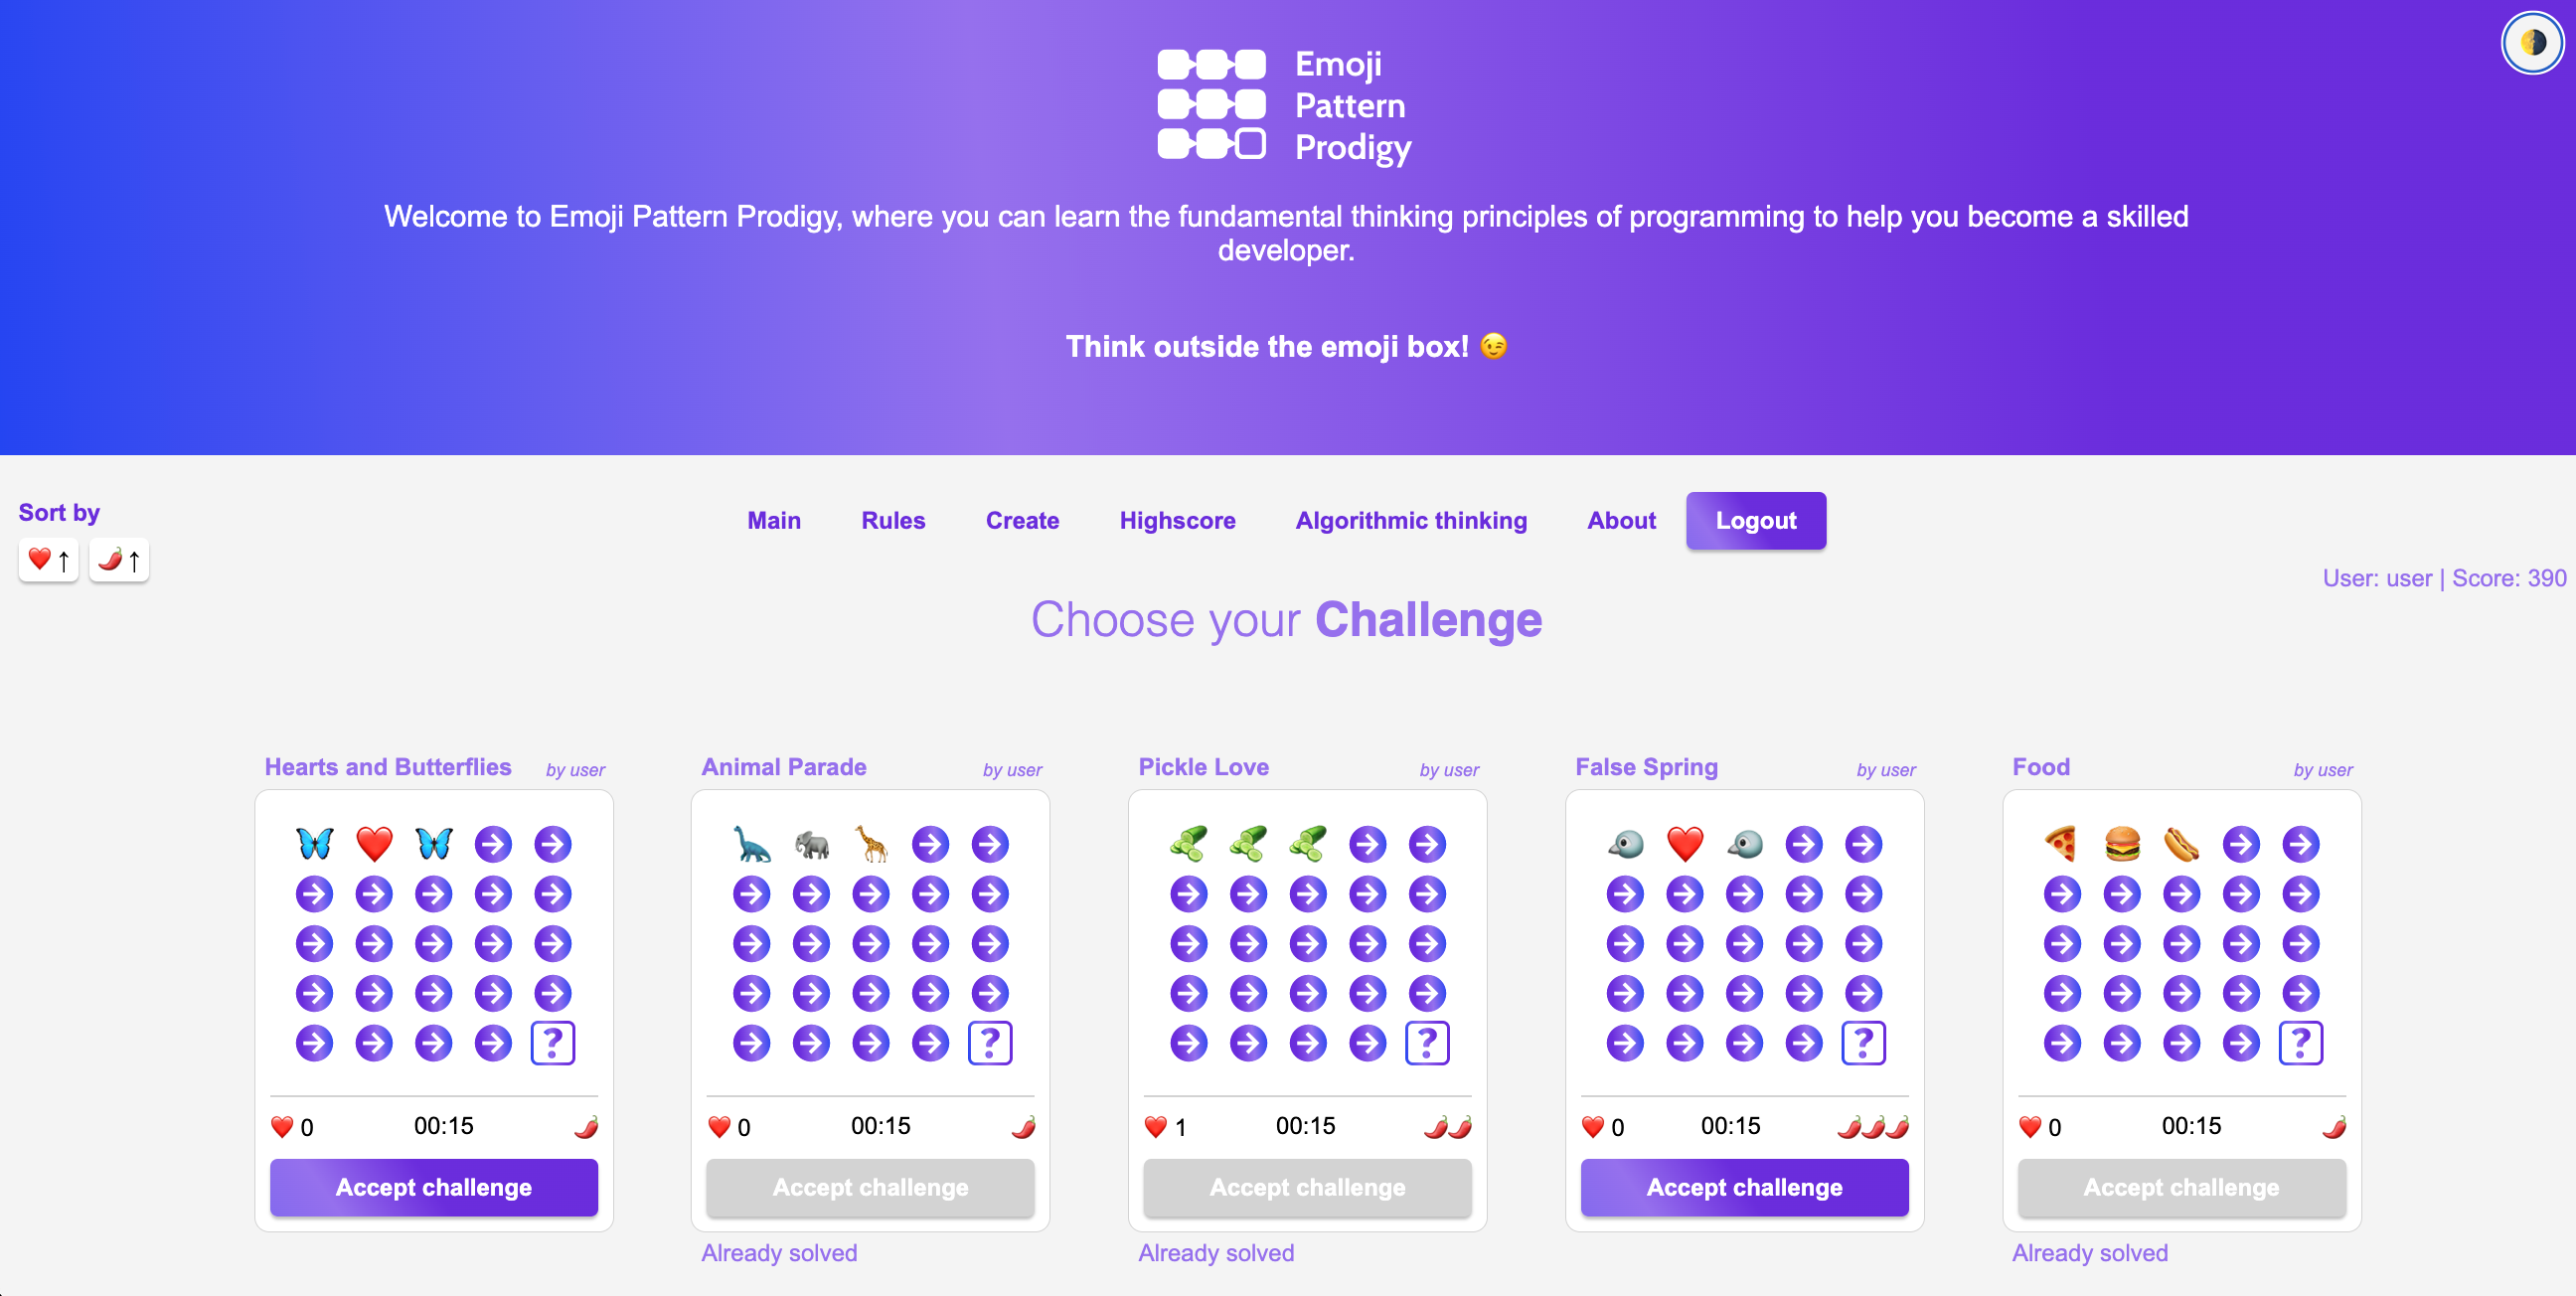 Emoji
Pattern
Prodigy
Welcome to Emoji Pattern Prodigy, where you can learn the fundamental thinking principles of programming to help you become a skilled
developer.
Think outside the emoji box! 😉
Sort by
❤️ ↑ 🌶️ ↑
Main Rules Create Highscore Algorithmic thinking About Logout
User: user | Score: 390
Choose your Challenge
Hearts and Butterflies by user
?
❤️ 0 00:15 🌶️
Accept challenge
Animal Parade by user
?
❤️ 0 00:15 🌶️
Accept challenge
Already solved
Pickle Love by user
?
❤️ 1 00:15 🌶️🌶️
Accept challenge
Already solved
False Spring by user
?
❤️ 0 00:15 🌶️🌶️🌶️
Accept challenge
Food by user
?
❤️ 0 00:15 🌶️
Accept challenge
Already solved